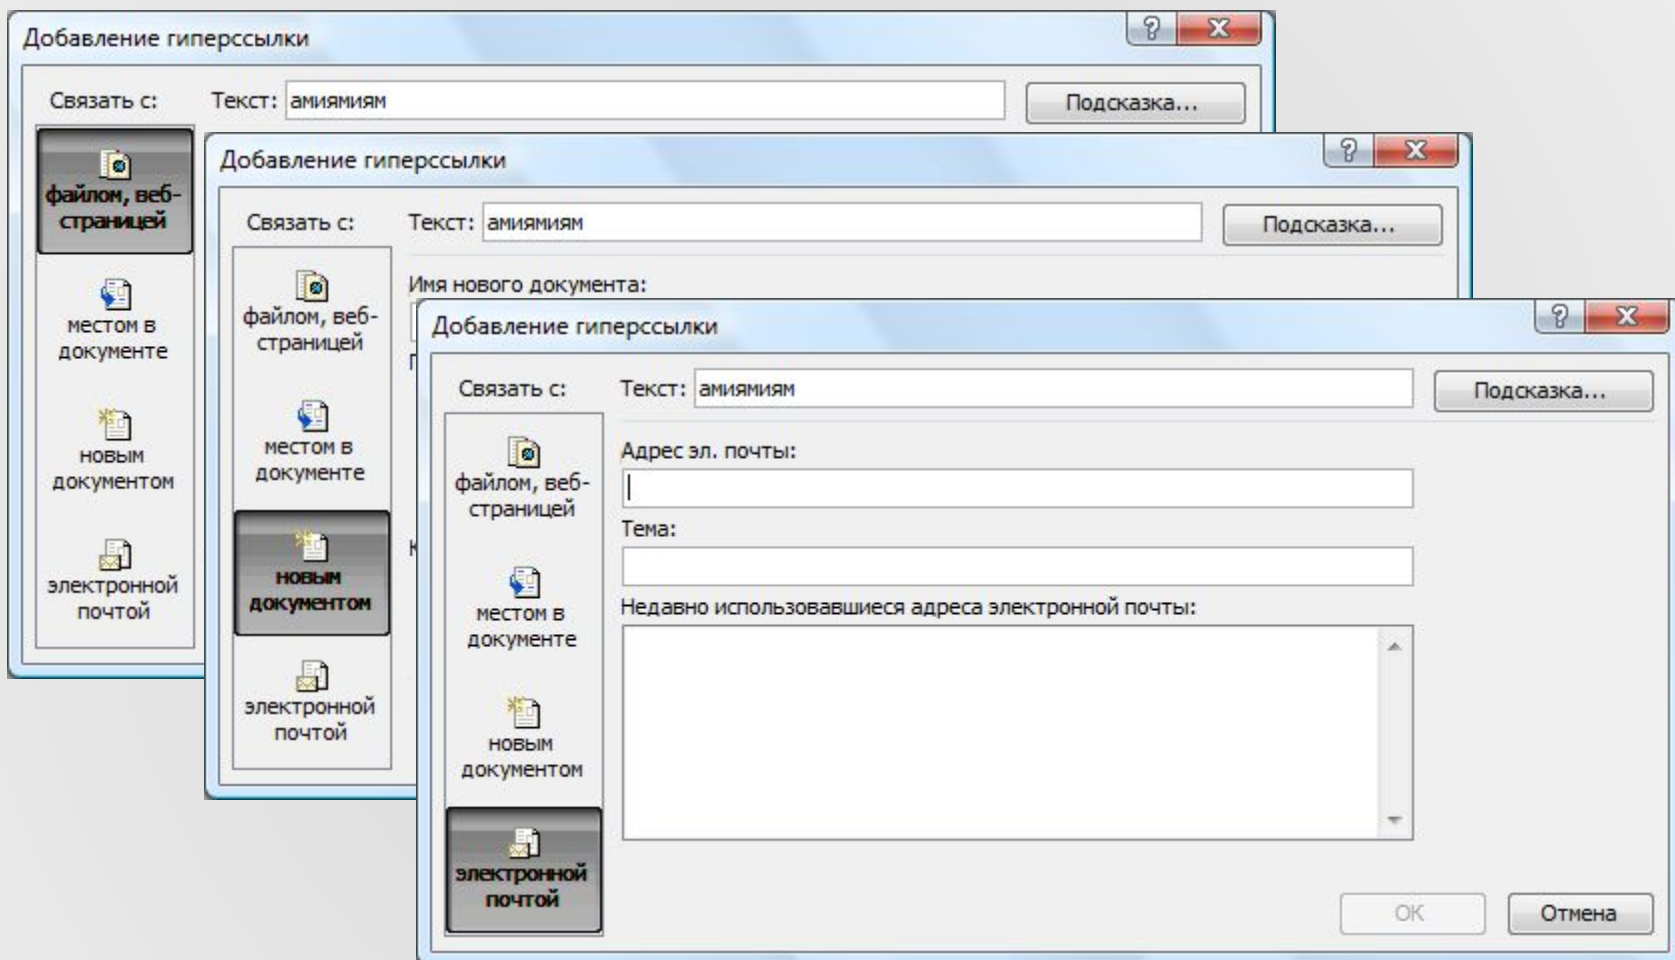 Добавление гиперссылки
Связать с:
Текст: амиямиям
Подсказка...
файлом, веб-
страницей
местом в
документе
новым
документом
электронной
почтой
Добавление гиперссылки
Связать с:
Текст: амиямиям
Подсказка...
Имя нового документа:
файлом, веб-
страницей
местом в
документе
новым
документом
электронной
почтой
Добавление гиперссылки
Связать с:
Текст: амиямиям
Подсказка...
файлом, веб-
страницей
местом в
документе
новым
документом
электронной
почтой
Адрес эл. почты:
Тема:
Недавно использовавшиеся адреса электронной почты:
ОК
Отмена